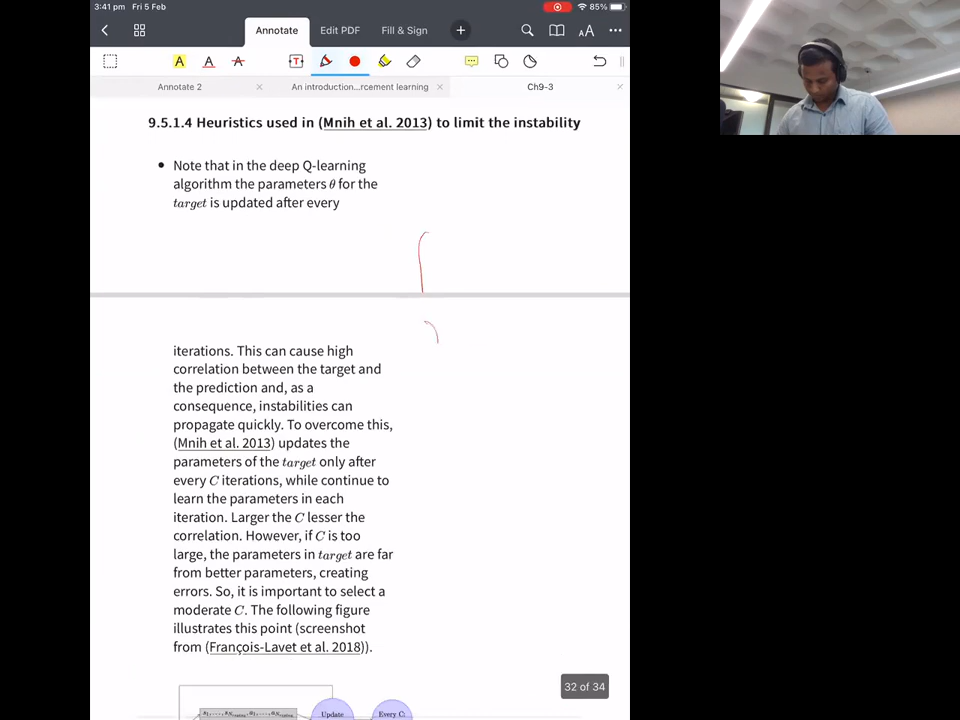 3:41 pm Fri 5 Feb
85%
Annotate
Edit PDF
Fill & Sign
AA
A
A
A
T
Annotate 2
An introduction...rcement learning
Ch9-3
9.5.1.4 Heuristics used in (Mnih et al. 2013) to limit the instability
• Note that in the deep Q-learning
algorithm the parameters θ for the
target is updated after every
iterations. This can cause high
correlation between the target and
the prediction and, as a
consequence, instabilities can
propagate quickly. To overcome this,
(Mnih et al. 2013) updates the
parameters of the target only after
every C iterations, while continue to
learn the parameters in each
iteration. Larger the C lesser the
correlation. However, if C is too
large, the parameters in target are far
from better parameters, creating
errors. So, it is important to select a
moderate C. The following figure
illustrates this point (screenshot
from (François-Lavet et al. 2018)).
32 of 34
Update
Every C: